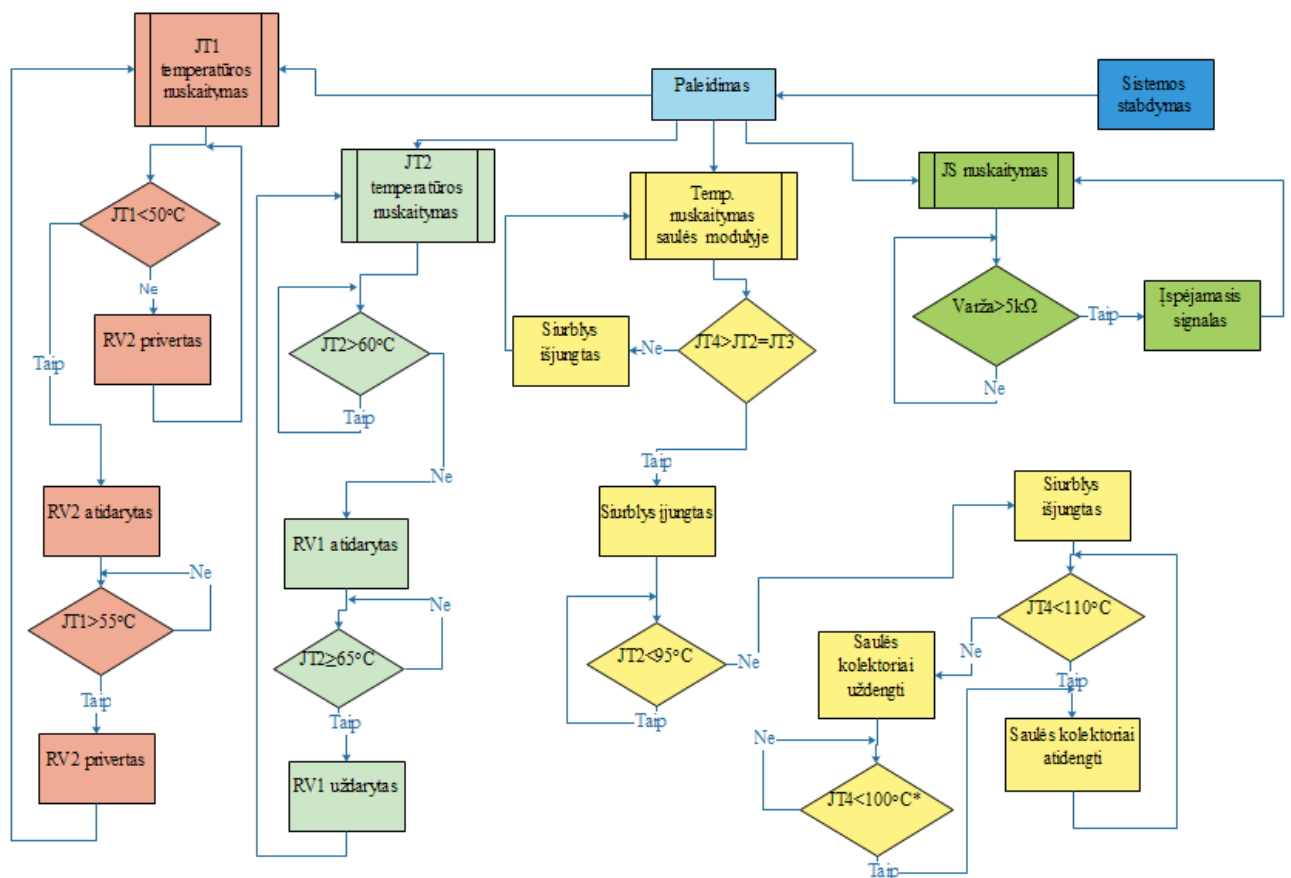 JT1
temperatūros
nuskaitymas
Paleidimas
Sistemos
stabdymas
JT2
temperatūros
nuskaitymas
Temp.
nuskaitymas
saulės modulyje
JS nuskaitymas
JT1<50°C
Ne
RV2 privertas
Taip
RV2 atidarytas
Ne
JT1>55°C
Taip
RV2 privertas
JT2>60°C
Taip
Ne
RV1 atidarytas
Ne
JT2≥65°C
Taip
RV1 uždarytas
Siurblys
išjungtas
Ne
JT4>JT2=JT3
Taip
Siurblys įjungtas
JT2<95°C
Ne
Taip
Siurblys
išjungtas
JT4<110°C
Ne
Taip
Saulės
kolektoriai
uždengti
Saulės kolektoriai
atidengti
Ne
JT4<100°C*
Taip
Varža>5kΩ
Taip
Įspėjamasis
signalas
Ne